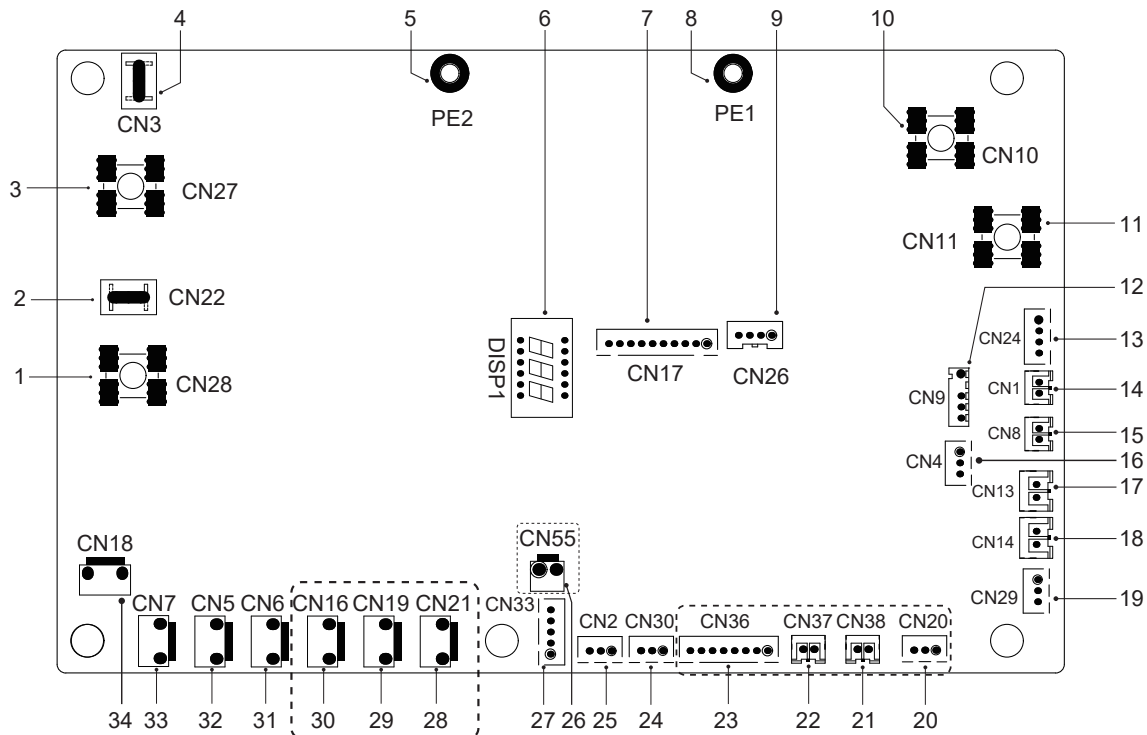 4 5 6 7 8 9 10
CN3 PE2 PE1
CN10
3 CN27
CN11 11
2 CN22
12
CN24 13
DISP1 CN17 CN26
1 CN28
CN1 14
CN9
CN8 15
CN4 16
CN13 17
CN14 18
CN18 CN55
CN29 19
CN7 CN5 CN6 CN16 CN19 CN21 CN33 CN2 CN30 CN36 CN37 CN38 CN20
34 33 32 31 30 29 28 27 26 25 24 23 22 21 20